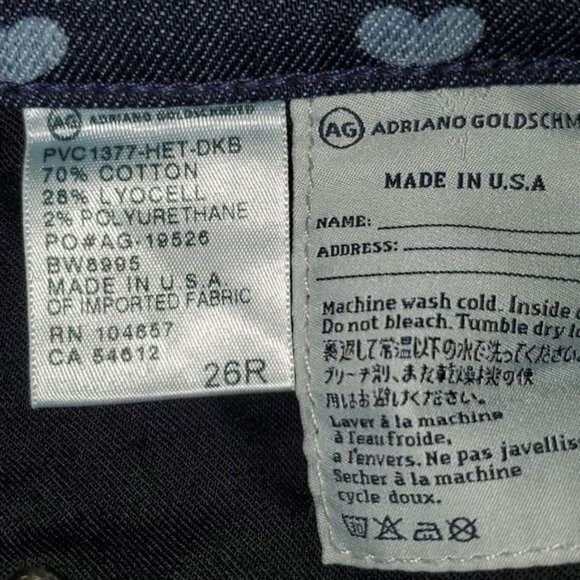 AG ADRIANO GOLDSCHMIED
PVC1377-HET-DKB
70% COTTON
28% LYOCELL
2% POLYURETHANE
PO#AG-19526
BW8995
MADE IN U S A
OF IMPORTED FABRIC
RN 104657
CA 54612
26R
AG ADRIANO GOLDSCHM
MADE IN U.S.A
NAME:
ADDRESS:
Machine wash cold. Inside
Do not bleach. Tumble dry
裏返して常温以下の水で洗ってください
ブリーチ剤、また乾燥機の使
用はお避けください。
Laver à la machine
à l'eau froide,
a l'envers. Ne pas javellis
Secher à la machine
cycle doux.
30